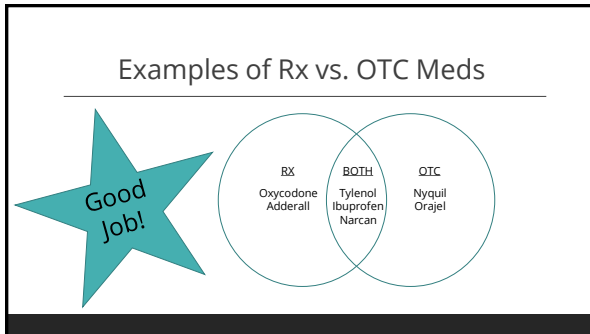 Examples of Rx vs. OTC Meds
Good
Job!
RX
Oxycodone
Adderall
BOTH
Tylenol
Ibuprofen
Narcan
OTC
Nyquil
Orajel